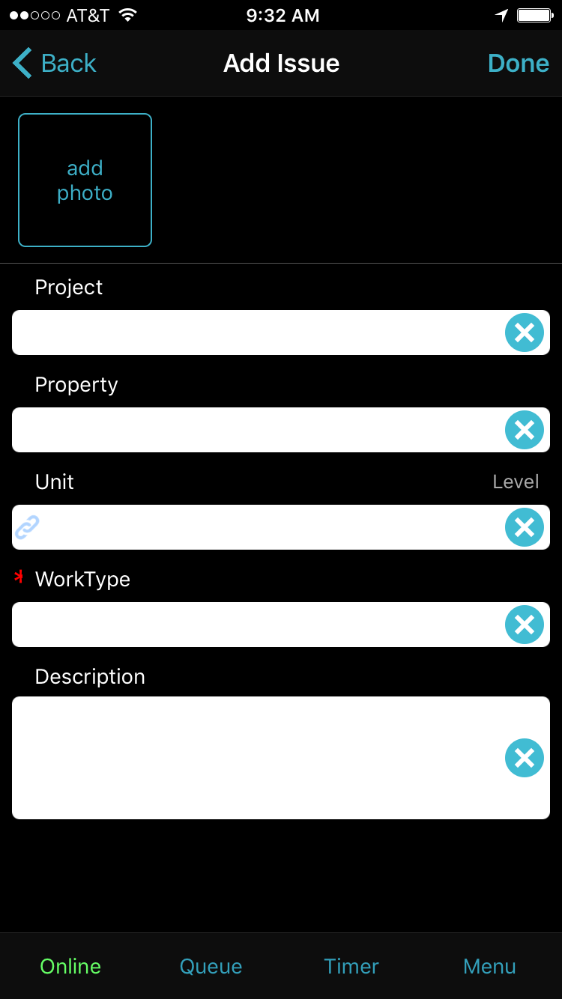 AT&T 9:32 AM
Back Add Issue Done
add
photo
Project
Property
Unit Level
* WorkType
Description
Online Queue Timer Menu